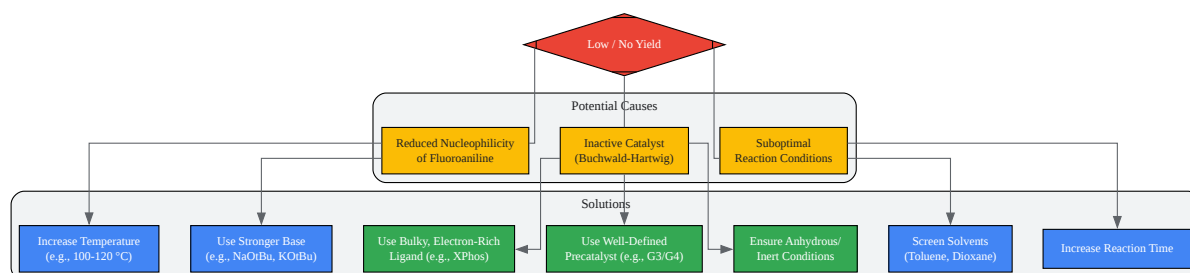 Low / No Yield
Potential Causes
Reduced Nucleophilicity
of Fluoroaniline
Inactive Catalyst
(Buchwald-Hartwig)
Suboptimal
Reaction Conditions
Solutions
Increase Temperature
(e.g., 100-120 °C)
Use Stronger Base
(e.g., NaOtBu, KOtBu)
Use Bulky, Electron-Rich
Ligand (e.g., XPhos)
Use Well-Defined
Precatalyst (e.g., G3/G4)
Ensure Anhydrous/
Inert Conditions
Screen Solvents
(Toluene, Dioxane)
Increase Reaction Time